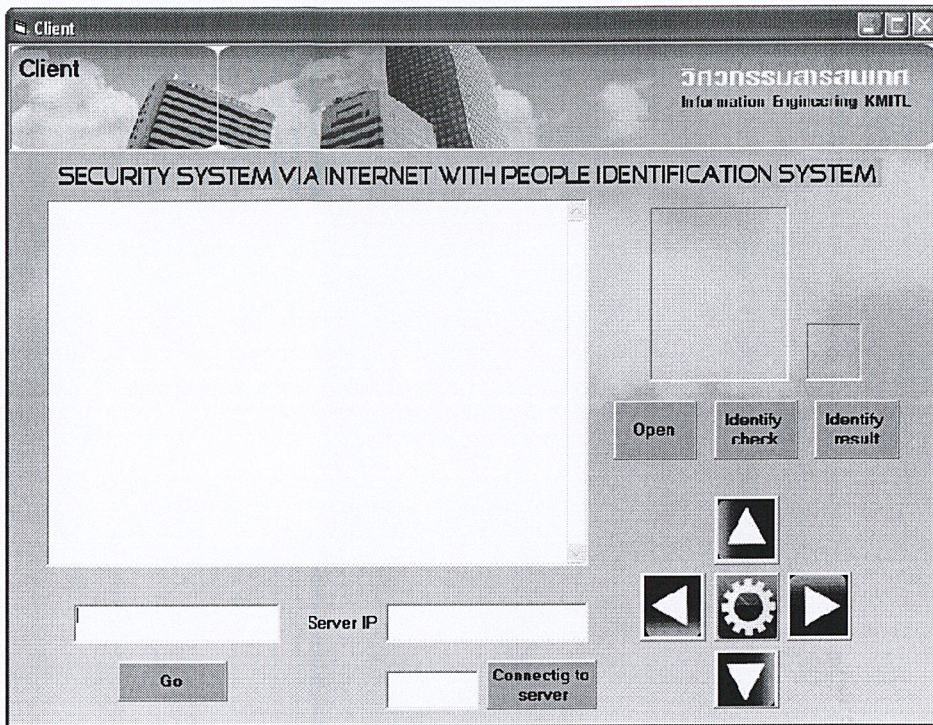 Client
Client
วิศวกรรมสารสนเทศ
Information Engineering KMITL
SECURITY SYSTEM VIA INTERNET WITH PEOPLE IDENTIFICATION SYSTEM
Open
Identify
check
Identify
result
Server IP
Go
Connectig to
server